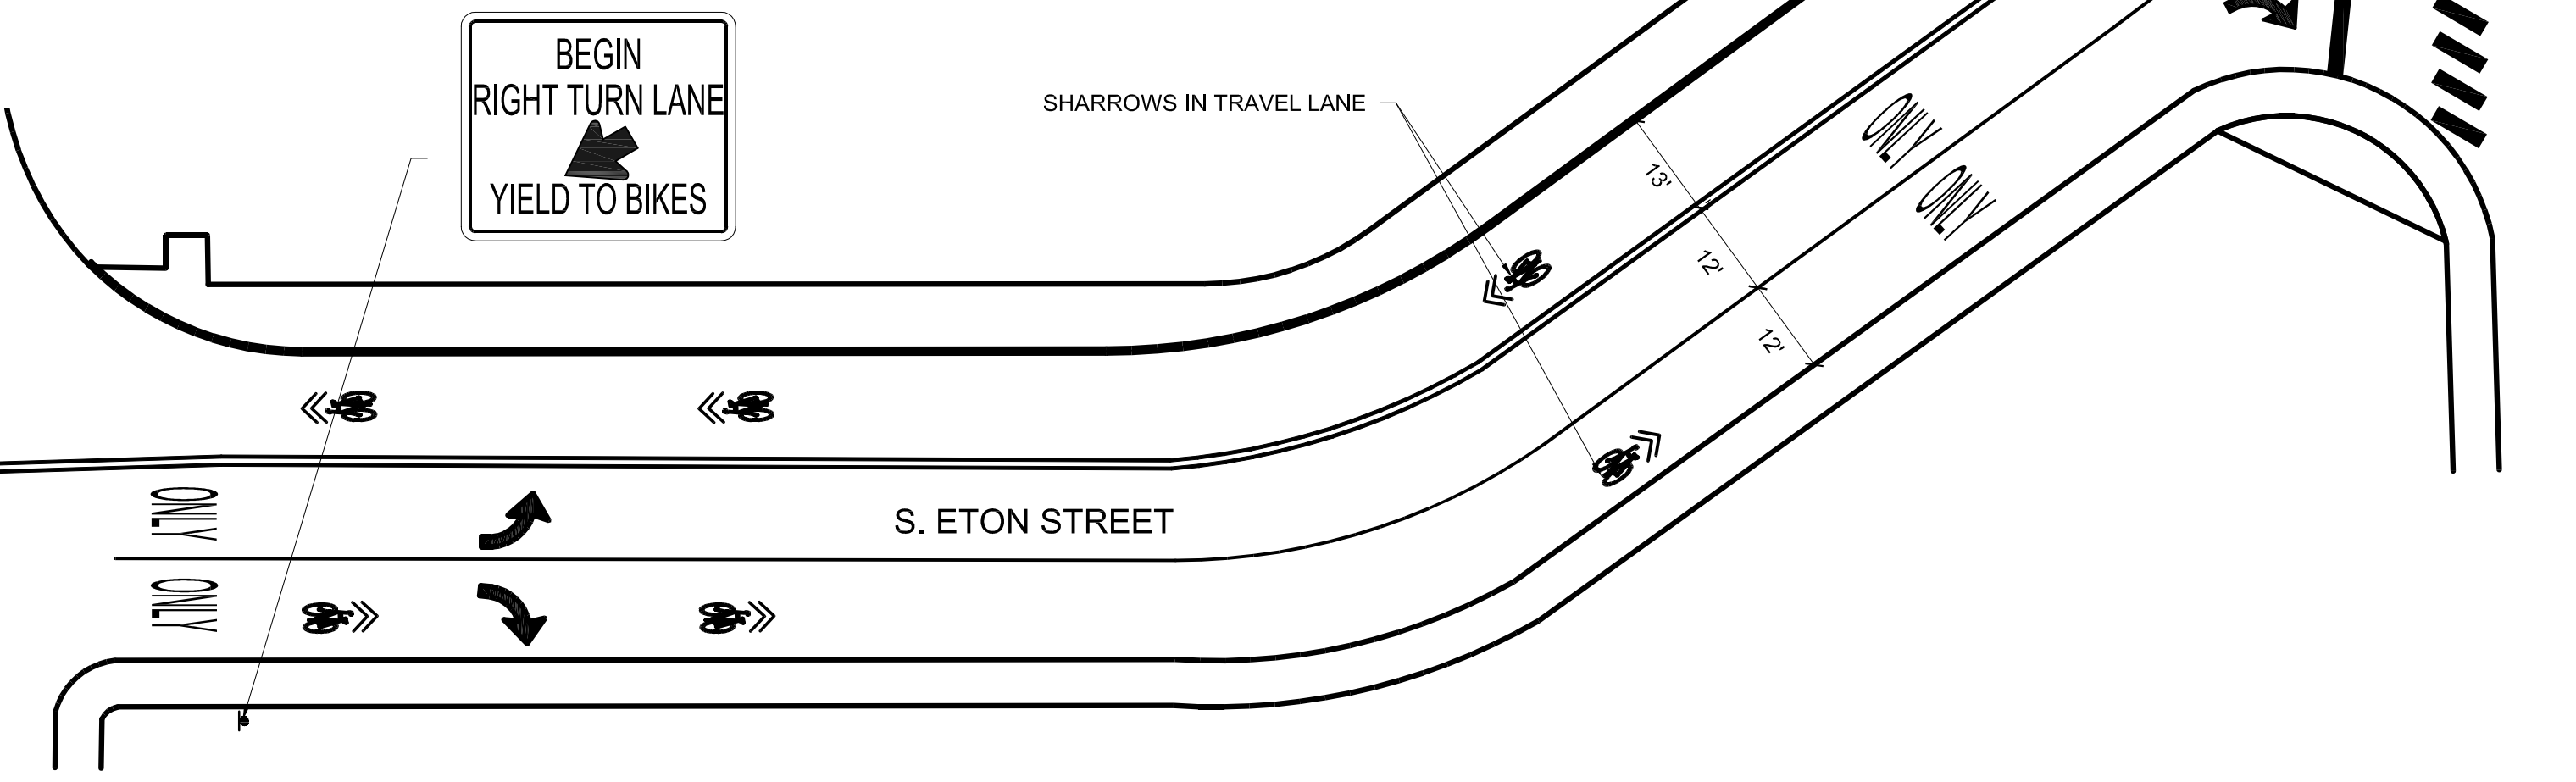 BEGIN
RIGHT TURN LANE
YIELD TO BIKES
SHARROWS IN TRAVEL LANE
13'
12'
12'
ONLY
ONLY
S. ETON STREET
ONLY
ONLY